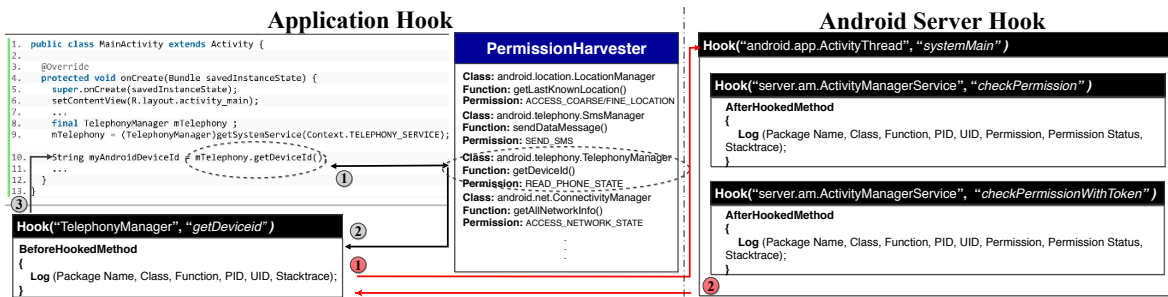 Application Hook
1. public class MainActivity extends Activity {
2.
3. @Override
4. protected void onCreate(Bundle savedInstanceState) {
5. super.onCreate(savedInstanceState);
6. setContentView(R.layout.activity_main);
7. ...
8. final TelephonyManager mTelephony ;
9. mTelephony = (TelephonyManager)getSystemService(Context.TELEPHONY_SERVICE);
10. String myAndroidDeviceId = mTelephony.getDeviceId();
11. ...
12. }
13. }
1
3
2
Hook("TelephonyManager", "getDeviceid")
BeforeHookedMethod
{
Log (Package Name, Class, Function, PID, UID, Stacktrace);
}
1
PermissionHarvester
Class: android.location.LocationManager
Function: getLastKnownLocation()
Permission: ACCESS_COARSE/FINE_LOCATION
Class: android.telephony.SmsManager
Function: sendDataMessage()
Permission: SEND_SMS
Class: android.telephony.TelephonyManager
Function: getDeviceId()
Permission: READ_PHONE_STATE
Class: android.net.ConnectivityManager
Function: getAllNetworkInfo()
Permission: ACCESS_NETWORK_STATE
.
.
.
Android Server Hook
Hook("android.app.ActivityThread", "systemMain" )
Hook("server.am.ActivityManagerService", "checkPermission" )
AfterHookedMethod
{
Log (Package Name, Class, Function, PID, UID, Permission, Permission Status,
Stacktrace);
}
Hook("server.am.ActivityManagerService", "checkPermissionWithToken" )
AfterHookedMethod
{
Log (Package Name, Class, Function, PID, UID, Permission, Permission Status,
Stacktrace);
}
2